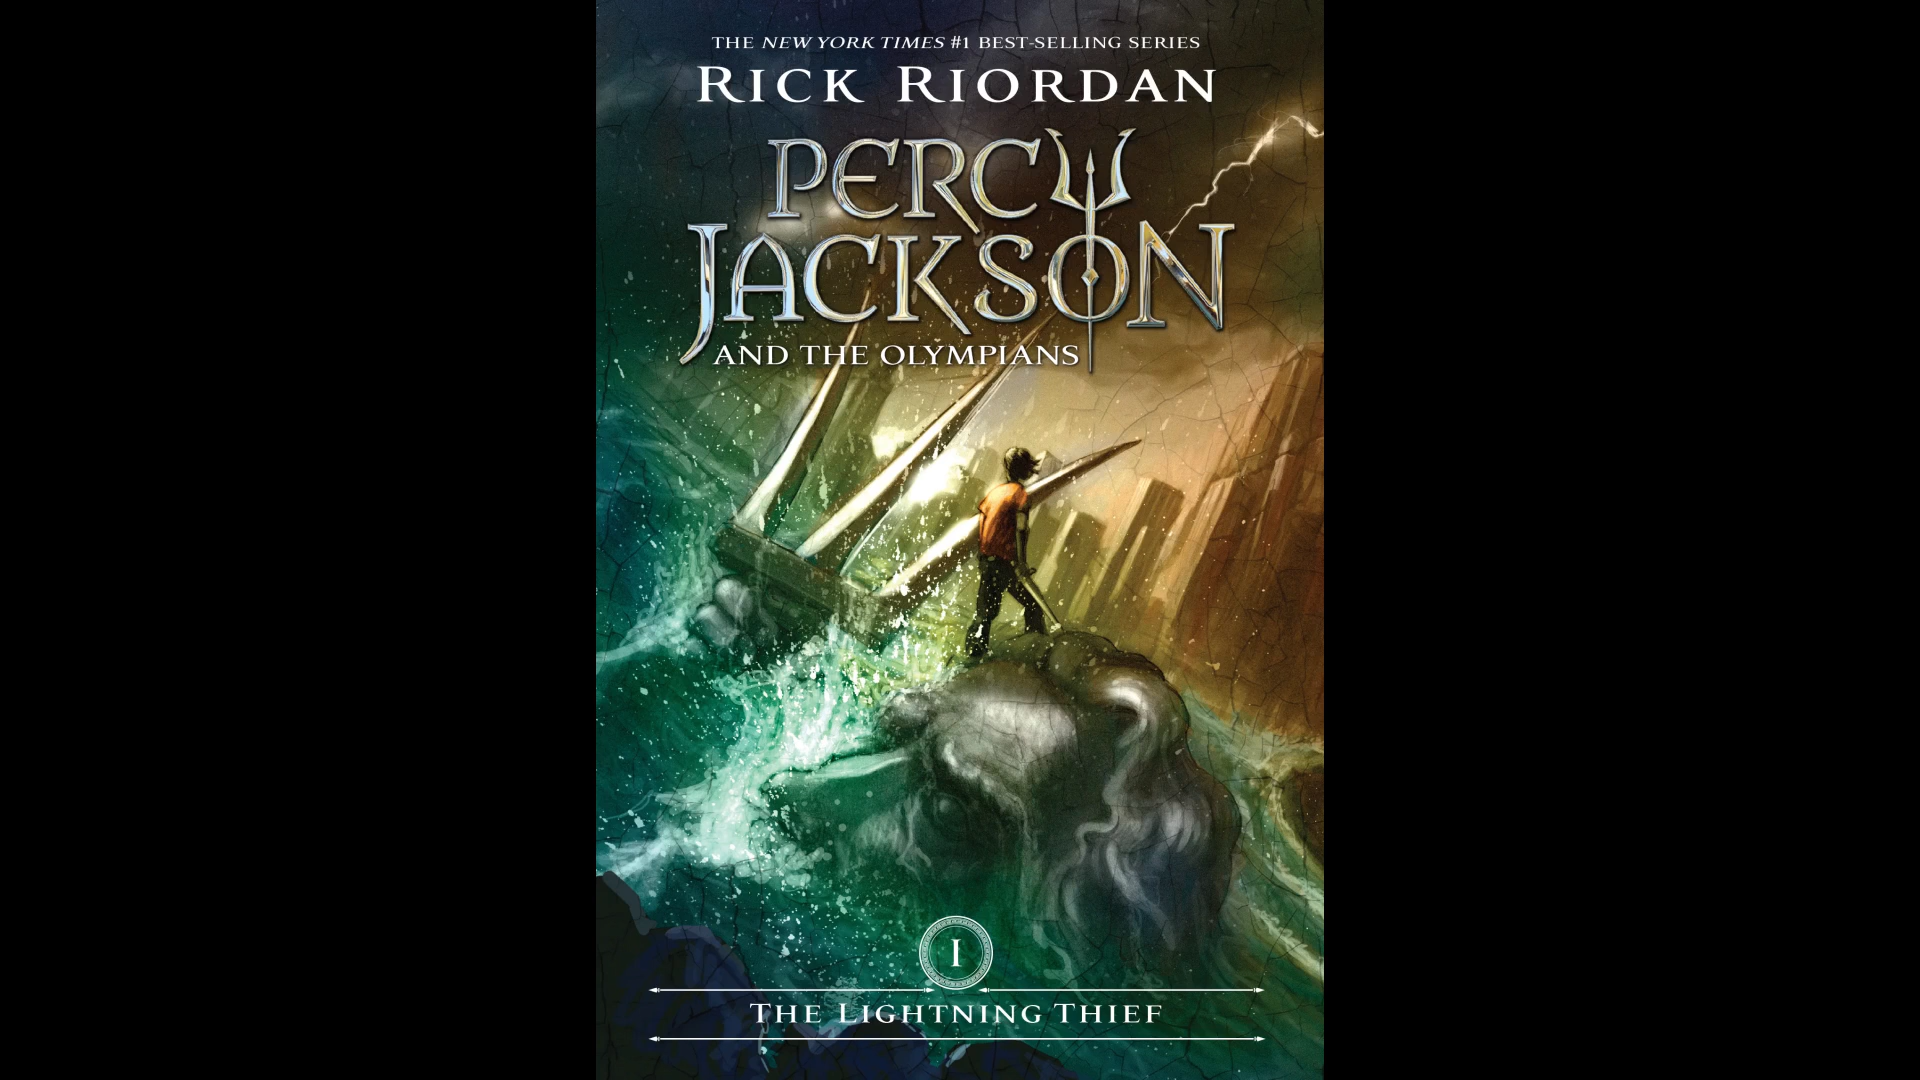 THE NEW YORK TIMES #1 BEST-SELLING SERIES
RICK RIORDAN
PERCY
JACKSON
AND THE OLYMPIANS
I
THE LIGHTNING THIEF